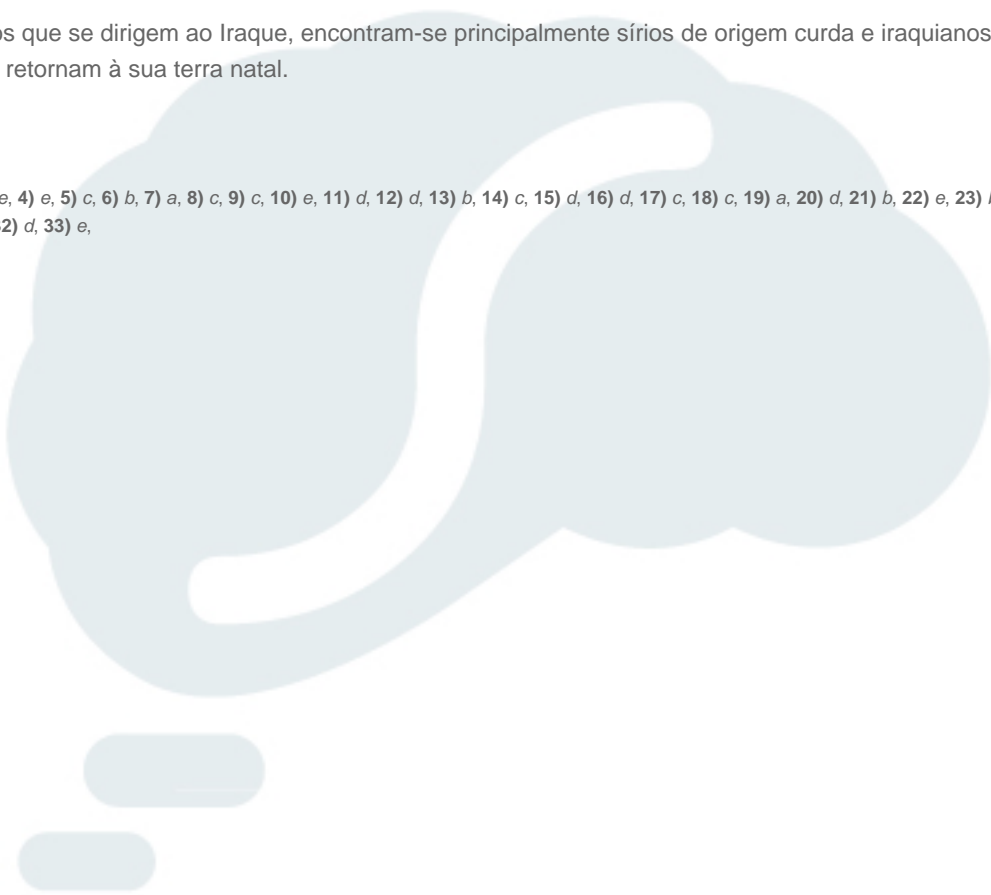 os que se dirigem ao Iraque, encontram-se principalmente sírios de origem curda e iraquianos
retornam à sua terra natal.
e, 4) e, 5) c, 6) b, 7) a, 8) c, 9) c, 10) e, 11) d, 12) d, 13) b, 14) c, 15) d, 16) d, 17) c, 18) c, 19) a, 20) d, 21) b, 22) e, 23)
2) d, 33) e,